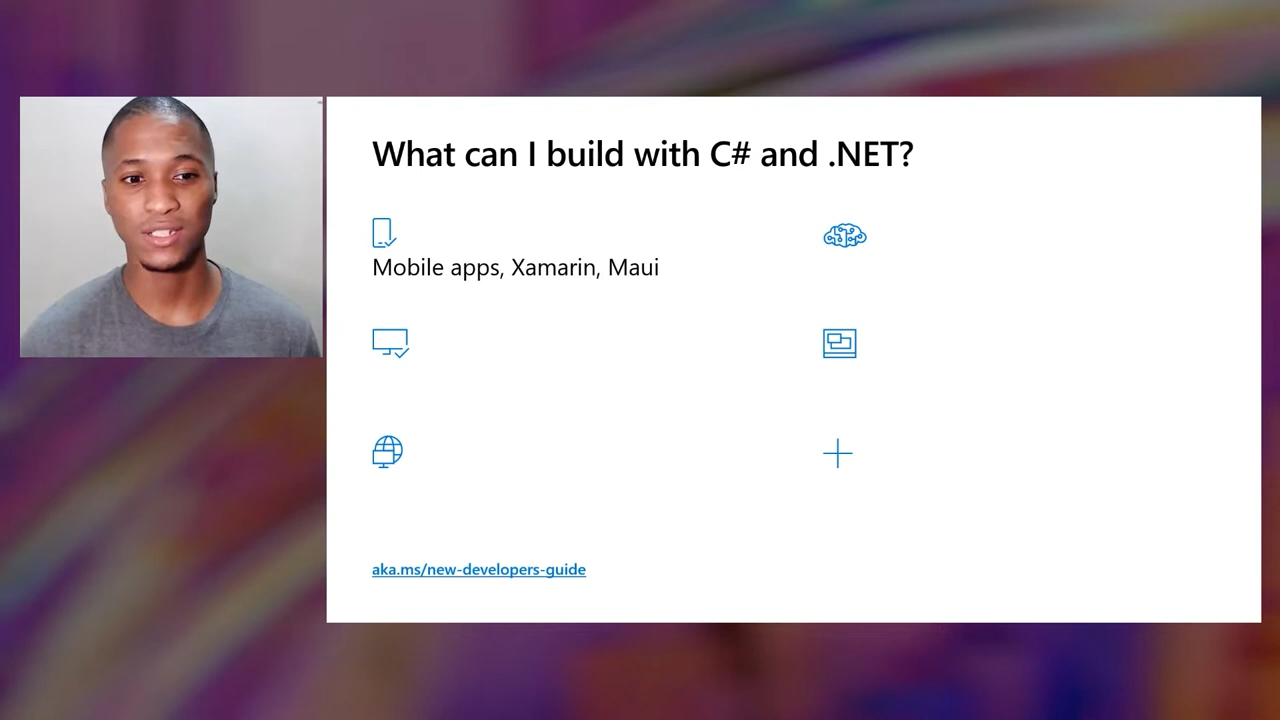 What can I build with C# and .NET?
Mobile apps, Xamarin, Maui
aka.ms/new-developers-guide